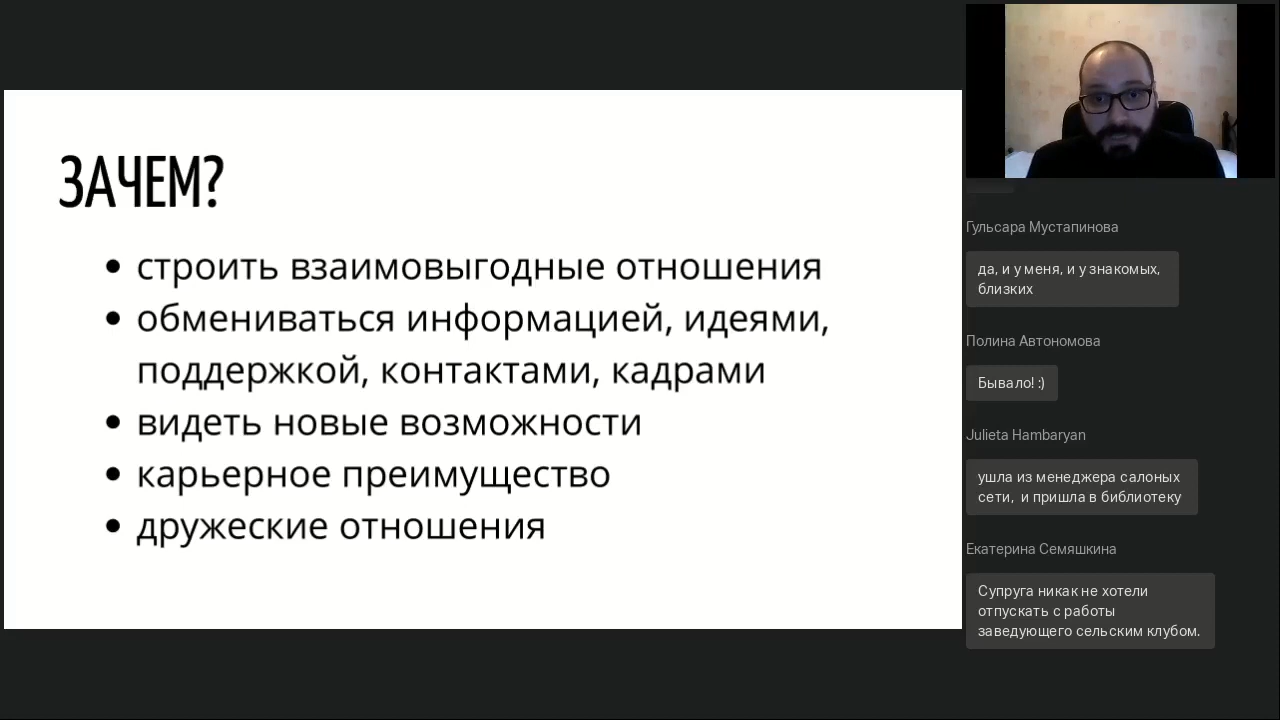 ЗАЧЕМ?
• строить взаимовыгодные отношения
• обмениваться информацией, идеями,
поддержкой, контактами, кадрами
• видеть новые возможности
• карьерное преимущество
• дружеские отношения
Гульсара Мустапинова
да, и у меня, и у знакомых,
близких
Полина Автономова
Бывало! :)
Julieta Hambaryan
ушла из менеджера салоных
сети, и пришла в библиотеку
Екатерина Семяшкина
Супруга никак не хотели
отпускать с работы
заведующего сельским клубом.